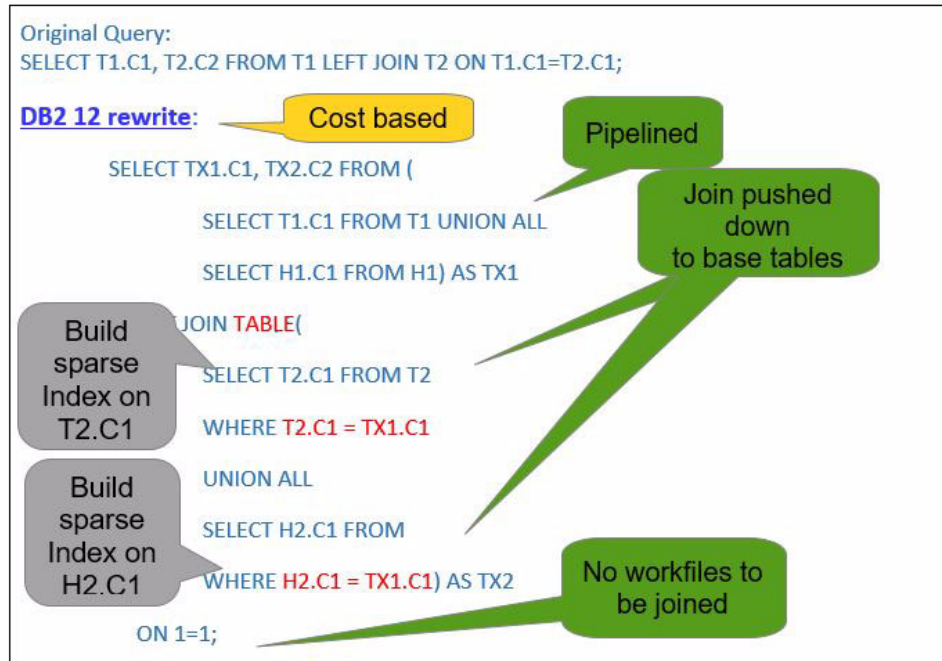 Original Query:
SELECT T1.C1, T2.C2 FROM T1 LEFT JOIN T2 ON T1.C1=T2.C1;
DB2 12 rewrite:
Cost based
Pipelined
SELECT TX1.C1, TX2.C2 FROM (
Join pushed
down
to base tables
SELECT T1.C1 FROM T1 UNION ALL
SELECT H1.C1 FROM H1) AS TX1
JOIN TABLE(
Build
sparse
Index on
T2.C1
SELECT T2.C1 FROM T2
WHERE T2.C1 = TX1.C1
UNION ALL
Build
sparse
Index on
H2.C1
SELECT H2.C1 FROM
WHERE H2.C1 = TX1.C1) AS TX2
No workfiles to
be joined
ON 1=1;